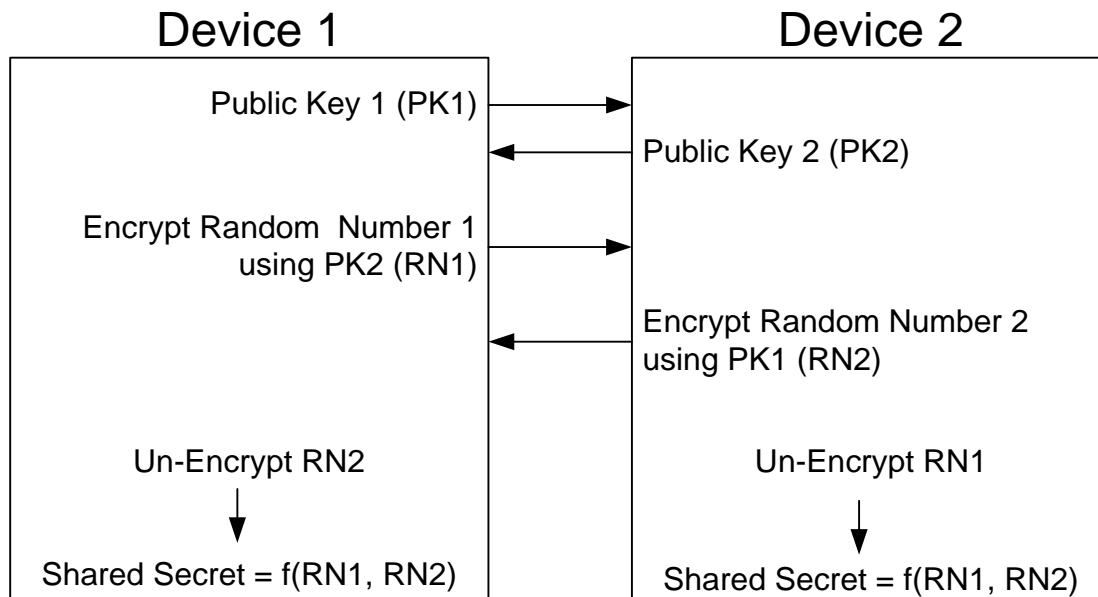 Device 1
Device 2
Public Key 1 (PK1)
Public Key 2 (PK2)
Encrypt Random Number 1
using PK2 (RN1)
Encrypt Random Number 2
using PK1 (RN2)
Un-Encrypt RN2
Un-Encrypt RN1
Shared Secret = f(RN1, RN2)
Shared Secret = f(RN1, RN2)